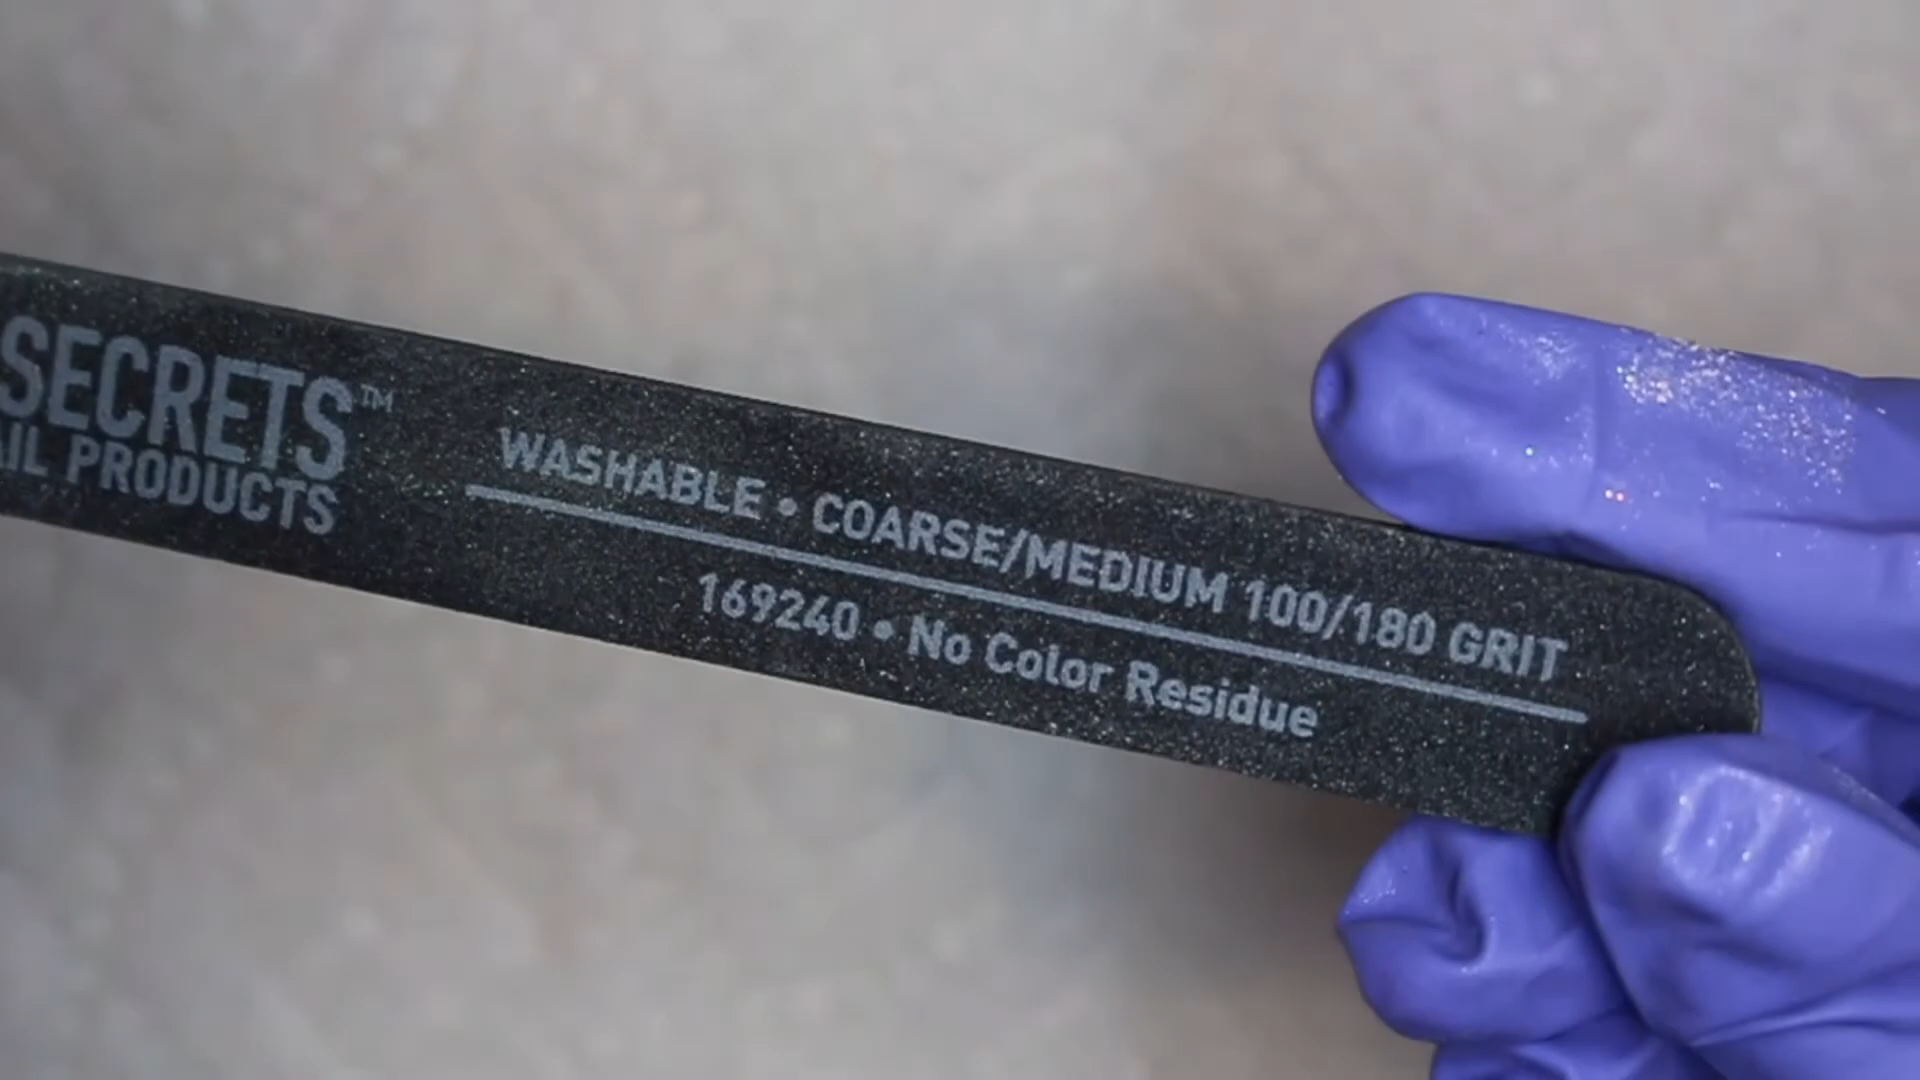 SECRETS™
AIL PRODUCTS
WASHABLE • COARSE/MEDIUM 100/180 GRIT
169240 • No Color Residue